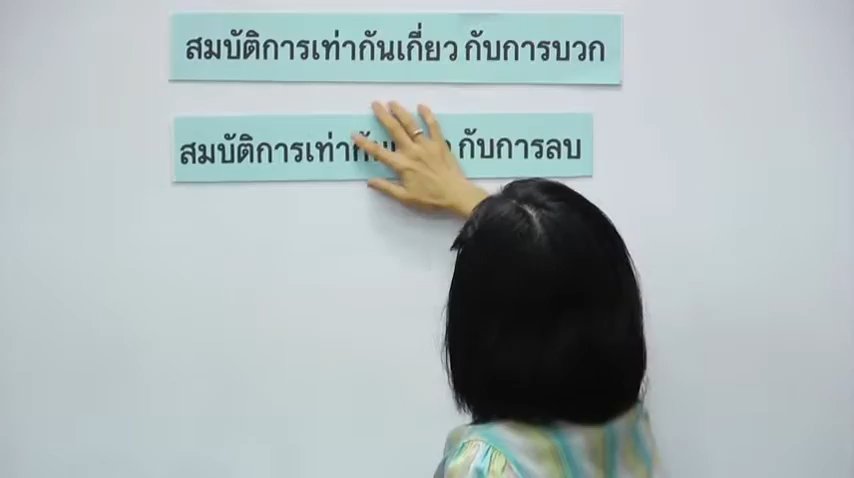 สมบัติการเท่ากันเกี่ยว กับการบวก
สมบัติการเท่ากัน กับการลบ